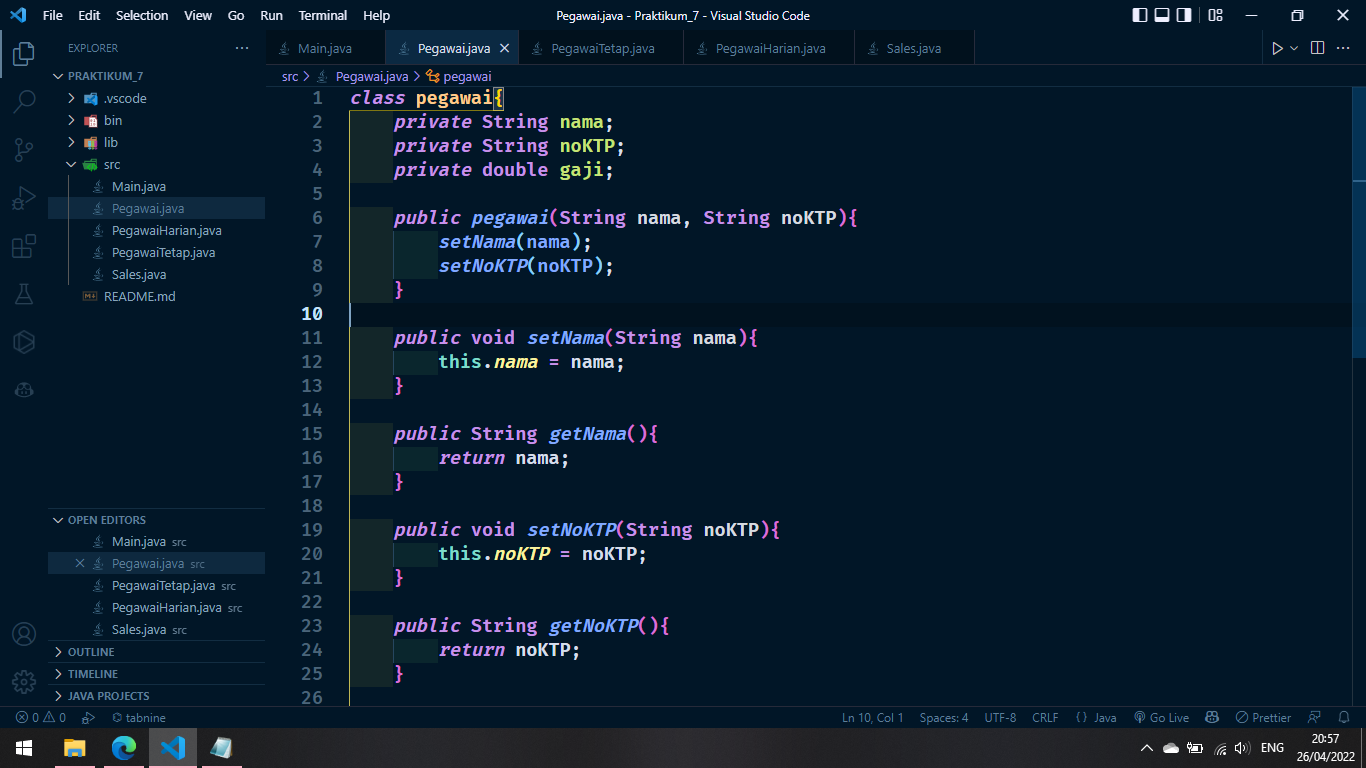 File Edit Selection View Go Run Terminal Help
Pegawai.java - Praktikum_7 - Visual Studio Code
EXPLORER
PRAKTIKUM_7
.vscode
bin
lib
src
Main.java
Pegawai.java
PegawaiHarian.java
PegawaiTetap.java
Sales.java
README.md
OPEN EDITORS
Main.java src
Pegawai.java src
PegawaiTetap.java src
PegawaiHarian.java src
Sales.java src
OUTLINE
TIMELINE
JAVA PROJECTS
Main.java Pegawai.java PegawaiTetap.java PegawaiHarian.java Sales.java
src > Pegawai.java > pegawai
1 class pegawai{
2 private String nama;
3 private String noKTP;
4 private double gaji;
5
6 public pegawai(String nama, String noKTP){
7 setNama(nama);
8 setNoKTP(noKTP);
9 }
10
11 public void setNama(String nama){
12 this.nama = nama;
13 }
14
15 public String getNama(){
16 return nama;
17 }
18
19 public void setNoKTP(String noKTP){
20 this.noKTP = noKTP;
21 }
22
23 public String getNoKTP(){
24 return noKTP;
25 }
26
0 0 tabnine Ln 10, Col 1 Spaces: 4 UTF-8 CRLF {} Java Go Live Prettier
ENG
20:57
26/04/2022